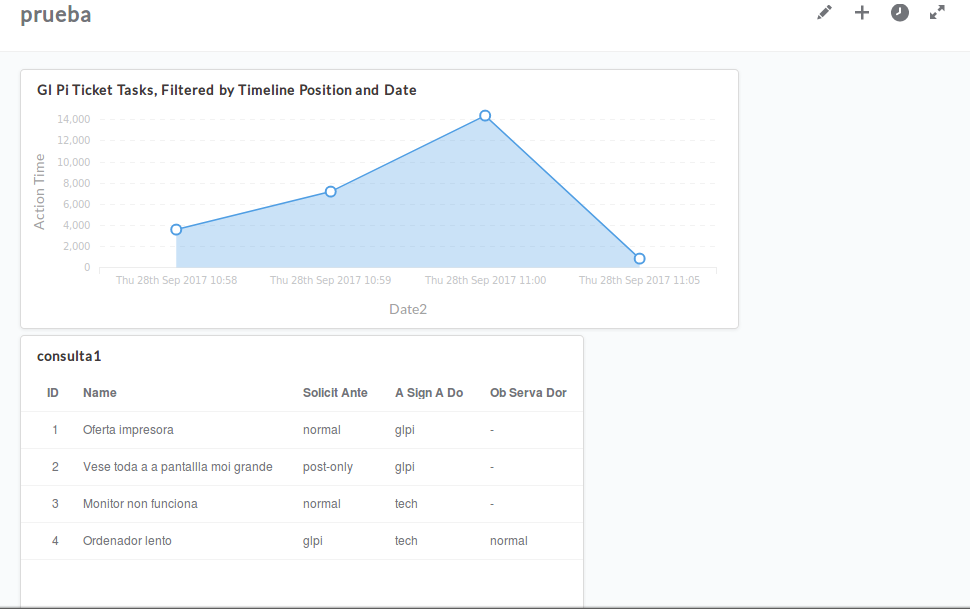 prueba
Gl Pi Ticket Tasks, Filtered by Timeline Position and Date
14,000
12,000
10,000
8,000
6,000
4,000
2,000
0
Action Time
Thu 28th Sep 2017 10:58 Thu 28th Sep 2017 10:59 Thu 28th Sep 2017 11:00 Thu 28th Sep 2017 11:05
Date2
consulta1
ID Name Solicit Ante A Sign A Do Ob Serva Dor
1 Oferta impresora normal glpi -
2 Vese toda a a pantallla moi grande post-only glpi -
3 Monitor non funciona normal tech -
4 Ordenador lento glpi tech normal